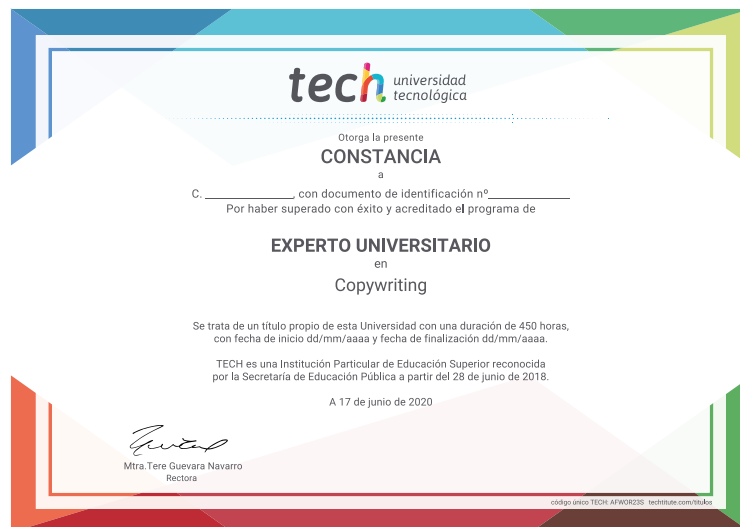 tech universidad
tecnológica
Otorga la presente
CONSTANCIA
a
C. ______________, con documento de identificación nº______________
Por haber superado con éxito y acreditado el programa de
EXPERTO UNIVERSITARIO
en
Copywriting
Se trata de un título propio de esta Universidad con una duración de 450 horas,
con fecha de inicio dd/mm/aaaa y fecha de finalización dd/mm/aaaa.
TECH es una Institución Particular de Educación Superior reconocida
por la Secretaría de Educación Pública a partir del 28 de junio de 2018.
A 17 de junio de 2020
Mtra.Tere Guevara Navarro
Rectora
código único TECH: AFWOR23S techtitute.com/titulos